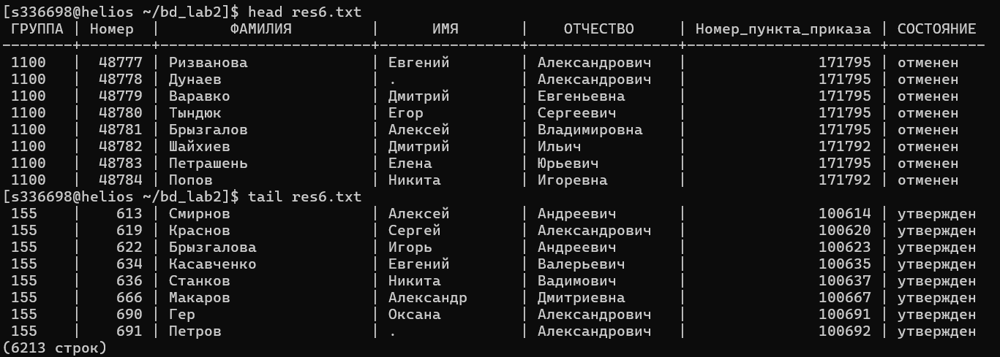 [s336698@helios ~/bd_lab2]$ head res6.txt
 ГРУППА | Номер  |        ФАМИЛИЯ         |      ИМЯ       |    ОТЧЕСТВО     | Номер_пункта_приказа | СОСТОЯНИЕ
--------+--------+------------------------+----------------+-----------------+----------------------+-----------
 1100   |  48777 | Ризванова              | Евгений        | Александрович   |               171795 | отменен
 1100   |  48778 | Дунаев                 | .              | Александрович   |               171795 | отменен
 1100   |  48779 | Варавко                | Дмитрий        | Евгеньевна      |               171795 | отменен
 1100   |  48780 | Тындюк                 | Егор           | Сергеевич       |               171795 | отменен
 1100   |  48781 | Брызгалов              | Алексей        | Владимировна    |               171795 | отменен
 1100   |  48782 | Шайхиев                | Дмитрий        | Ильич           |               171792 | отменен
 1100   |  48783 | Петрашень              | Елена          | Юрьевич         |               171795 | отменен
 1100   |  48784 | Попов                  | Никита         | Игоревна        |               171792 | отменен
[s336698@helios ~/bd_lab2]$ tail res6.txt
 155    |    613 | Смирнов                | Алексей        | Андреевич       |               100614 | утвержден
 155    |    619 | Краснов                | Сергей         | Александрович   |               100620 | утвержден
 155    |    622 | Брызгалова             | Игорь          | Андреевич       |               100623 | утвержден
 155    |    634 | Касавченко             | Евгений        | Валерьевич      |               100635 | утвержден
 155    |    636 | Станков                | Никита         | Вадимович       |               100637 | утвержден
 155    |    666 | Макаров                | Александр      | Дмитриевна      |               100667 | утвержден
 155    |    690 | Гер                    | Оксана         | Александрович   |               100691 | утвержден
 155    |    691 | Петров                 | .              | Александрович   |               100692 | утвержден
(6213 строк)